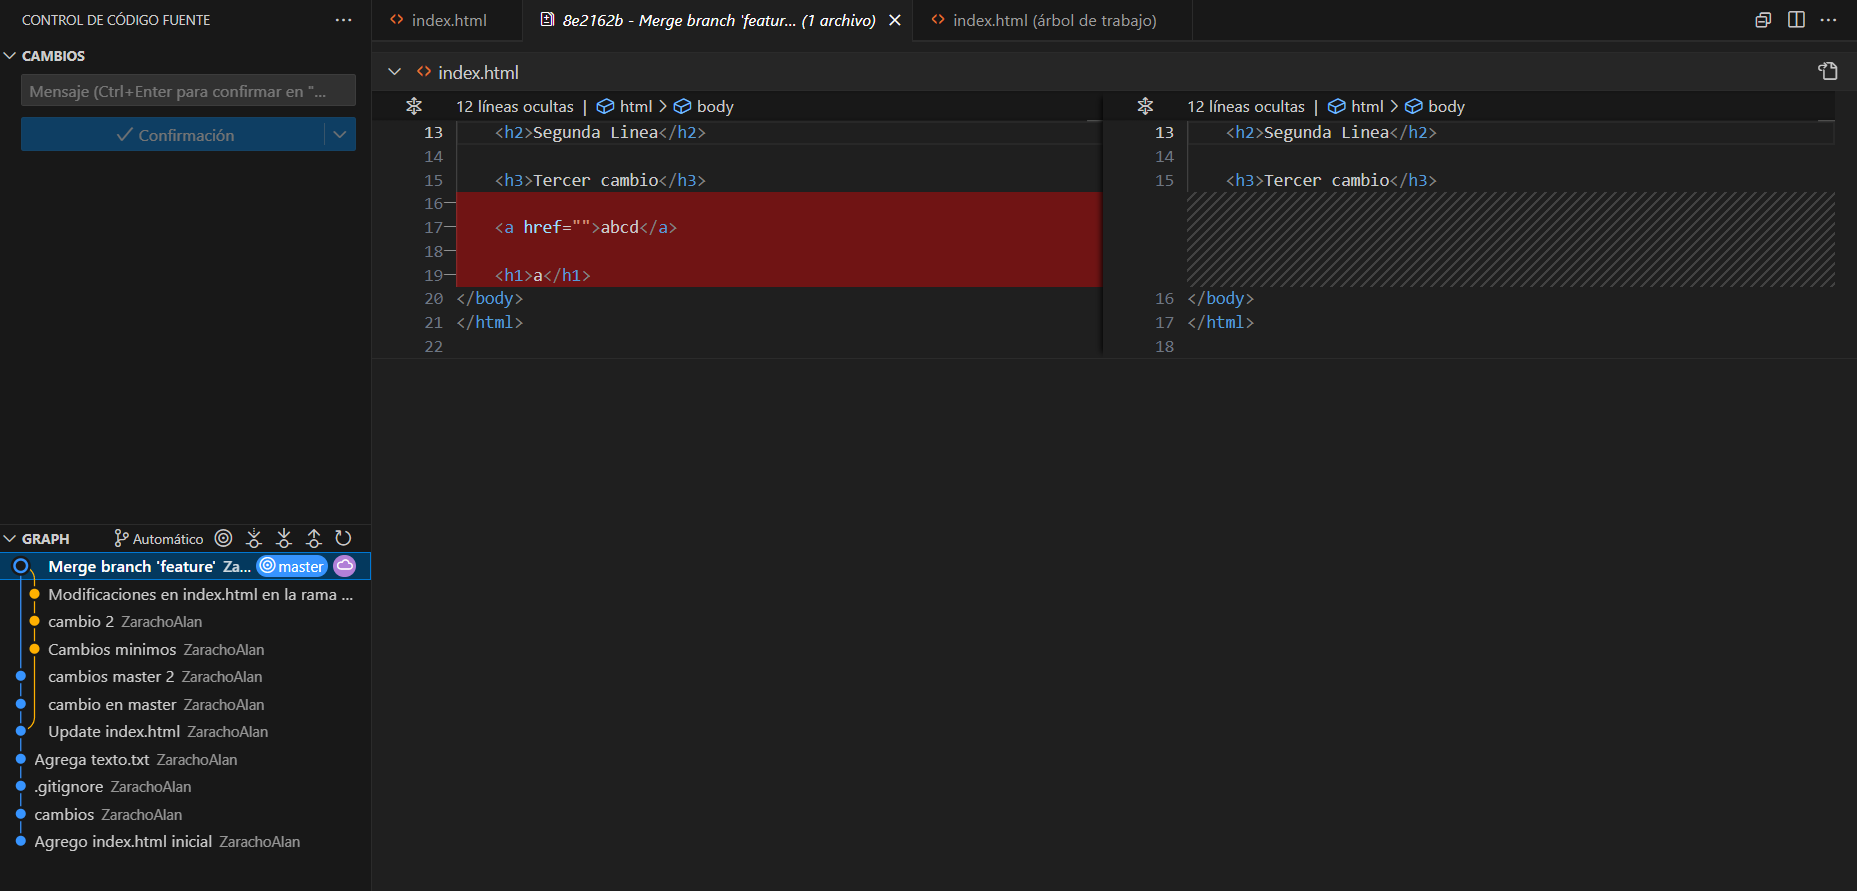 CONTROL DE CÓDIGO FUENTE
CAMBIOS
Mensaje (Ctrl+Enter para confirmar en "...
Confirmación
GRAPH
Automático
Merge branch 'feature' Za... master
Modificaciones en index.html en la rama ...
cambio 2 ZarachoAlan
Cambios minimos ZarachoAlan
cambios master 2 ZarachoAlan
cambio en master ZarachoAlan
Update index.html ZarachoAlan
Agrega texto.txt ZarachoAlan
.gitignore ZarachoAlan
cambios ZarachoAlan
Agrego index.html inicial ZarachoAlan
index.html
8e2162b - Merge branch 'featur... (1 archivo)
index.html (árbol de trabajo)
index.html
12 líneas ocultas | html > body
13 <h2>Segunda Linea</h2>
14
15 <h3>Tercer cambio</h3>
16—
17— <a href="">abcd</a>
18—
19— <h1>a</h1>
20 </body>
21 </html>
22
12 líneas ocultas | html > body
13 <h2>Segunda Linea</h2>
14
15 <h3>Tercer cambio</h3>
16 </body>
17 </html>
18